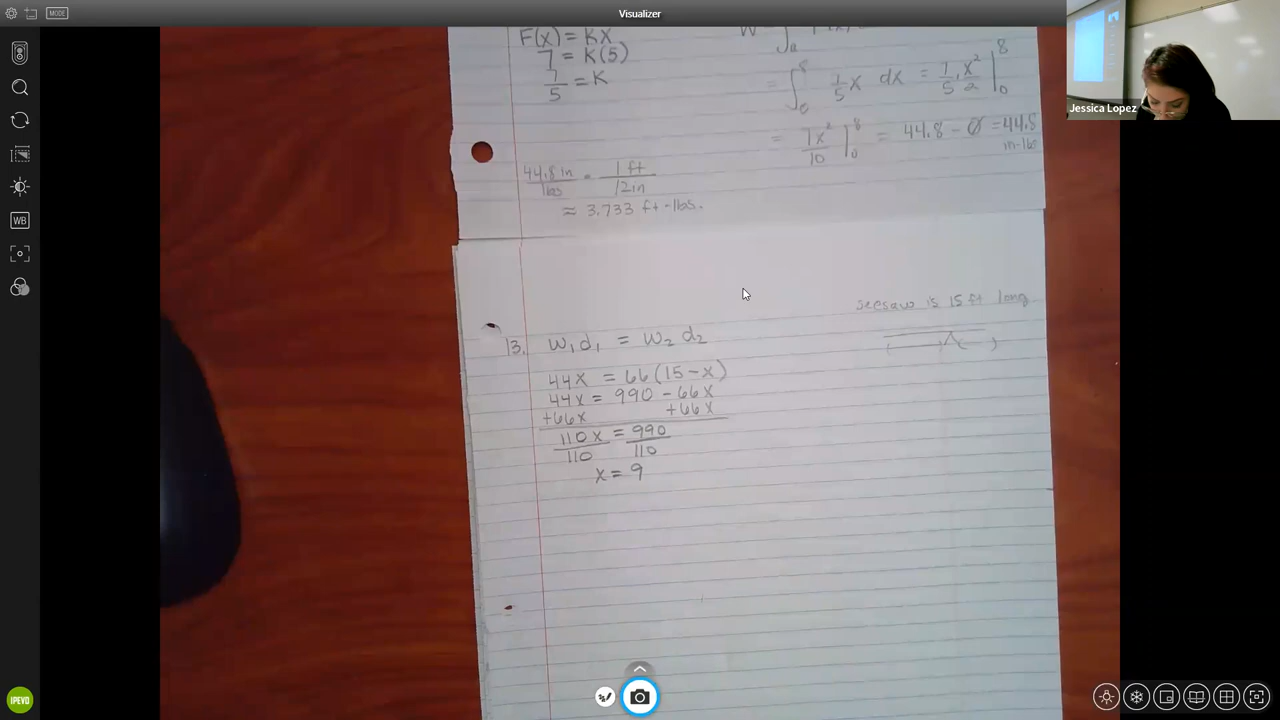 MODE
Visualizer
F(x) = KX
7 = K(5)
7/5 = K
= ∫ 1/5 x dx = 7/5 · x²/2 |₀⁸
= 7x²/10 |₀⁸ = 44.8 - 0 = 44.8
in-lbs
44.8 in/lbs = 1 ft/12 in
≈ 3.733 ft-lbs.
Jessica Lopez
WB
seesaw is 15 ft long
13. w₁d₁ = w₂d₂
44x = 66(15-x)
44x = 990 - 66x
+66x +66x
110x = 990
110 110
x = 9
IPEVO